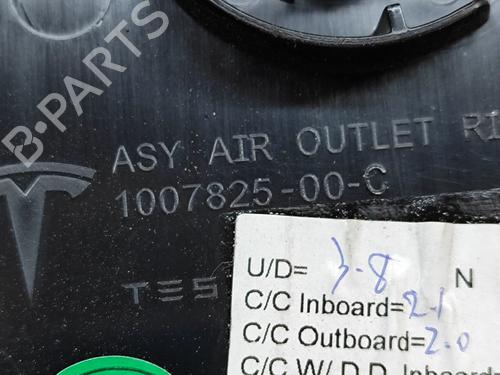 ASY AIR OUTLET RI
1007825-00-C
TES
U/D= 3.8 N
C/C Inboard=2.1
C/C Outboard=2.0
C/C W/ D.D. Inboard=
B-PARTS